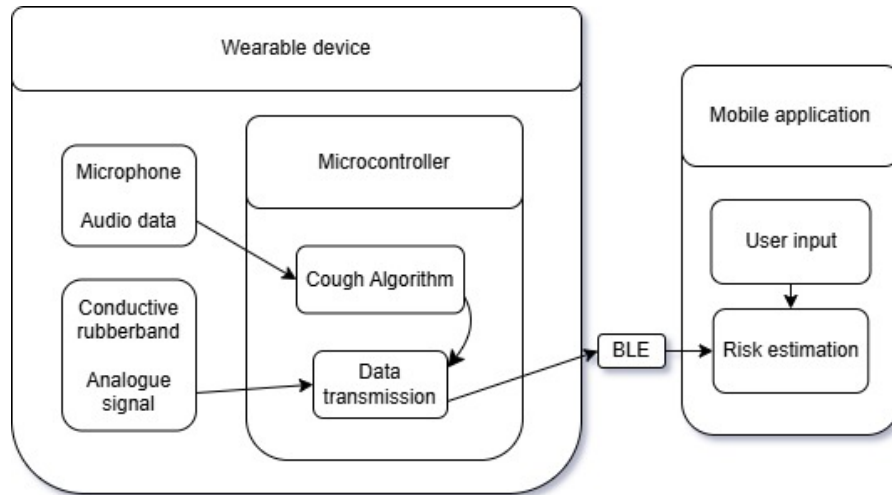 Wearable device
Microphone
Audio data
Microcontroller
Cough Algorithm
Conductive
rubberband
Analogue
signal
Data
transmission
BLE
Mobile application
User input
Risk estimation